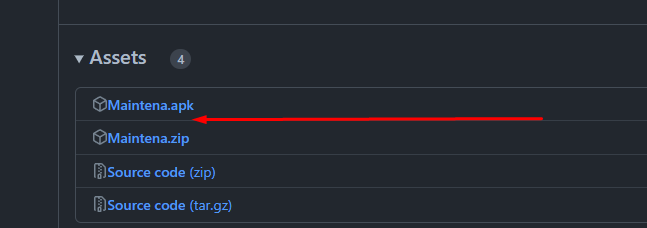 Assets 4
Maintena.apk
Maintena.zip
Source code (zip)
Source code (tar.gz)